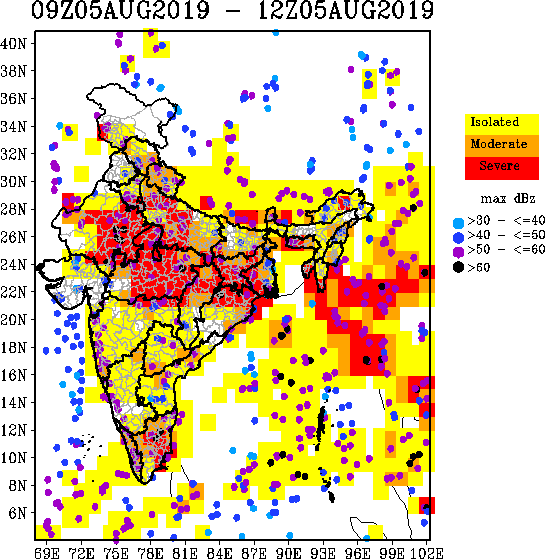 09Z05AUG2019 - 12Z05AUG2019
40N
38N
36N
34N
32N
30N
28N
26N
24N
22N
20N
18N
16N
14N
12N
10N
8N
6N
69E 72E 75E 78E 81E 84E 87E 90E 93E 96E 99E 102E
Isolated
Moderate
Severe
max dBz
>30 - <=40
>40 - <=50
>50 - <=60
>60